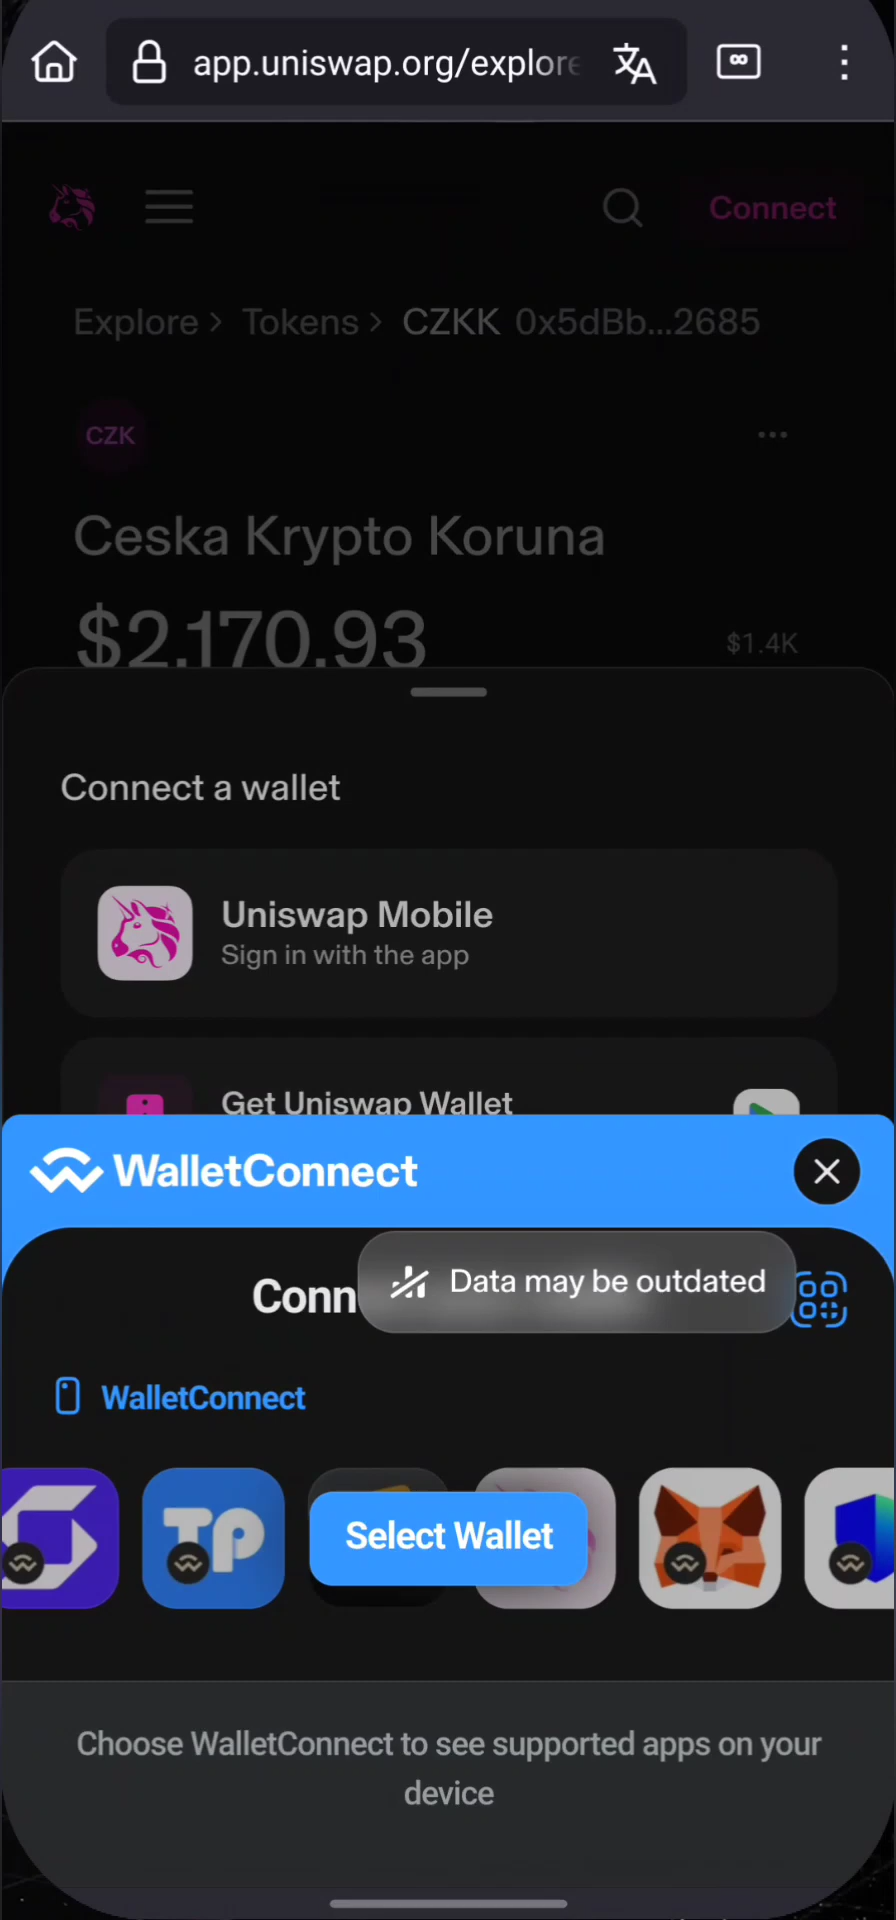 app.uniswap.org/explore
Connect
Explore > Tokens > CZKK 0x5dBb...2685
CZK
Ceska Krypto Koruna
$2,170.93
$1.4K
Connect a wallet
Uniswap Mobile
Sign in with the app
Get Uniswap Wallet
WalletConnect
Conn
Data may be outdated
WalletConnect
TP
Select Wallet
Choose WalletConnect to see supported apps on your
device